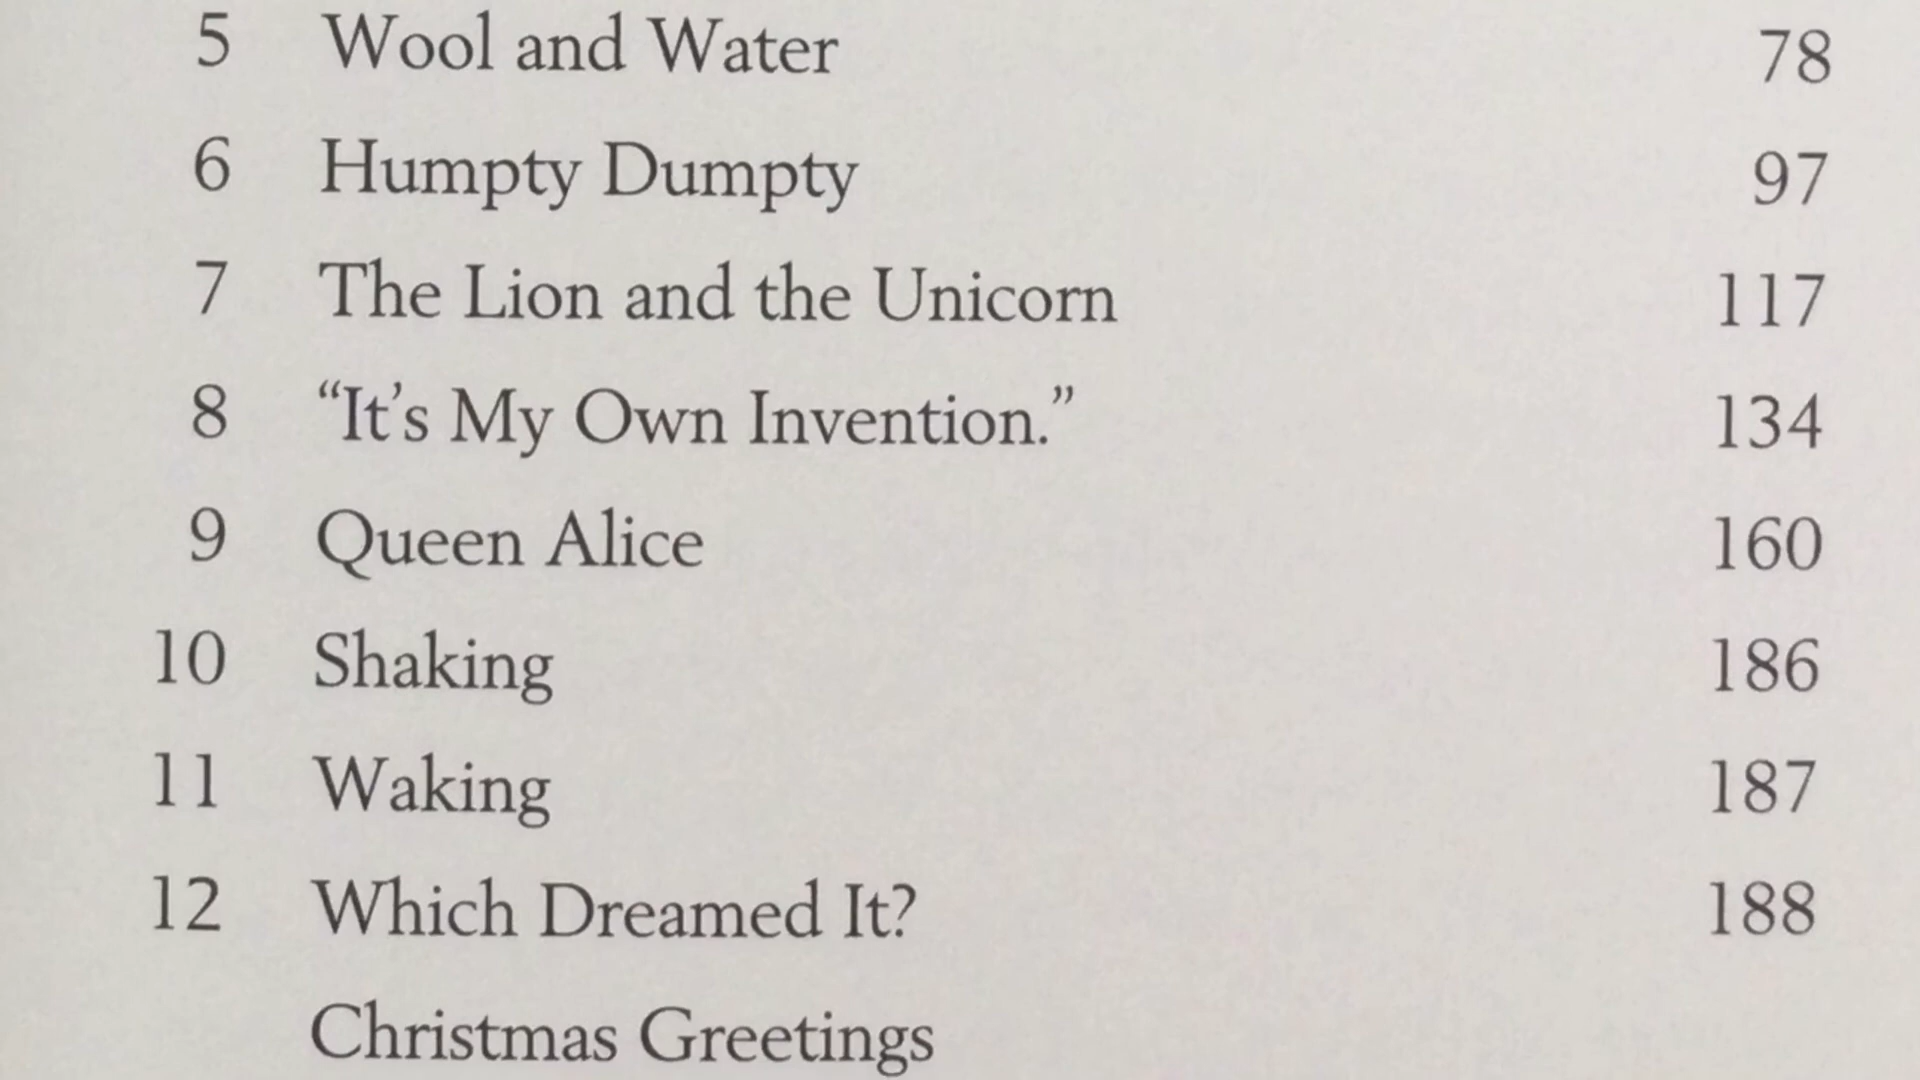 5 Wool and Water 78
6 Humpty Dumpty 97
7 The Lion and the Unicorn 117
8 “It’s My Own Invention.” 134
9 Queen Alice 160
10 Shaking 186
11 Waking 187
12 Which Dreamed It? 188
Christmas Greetings